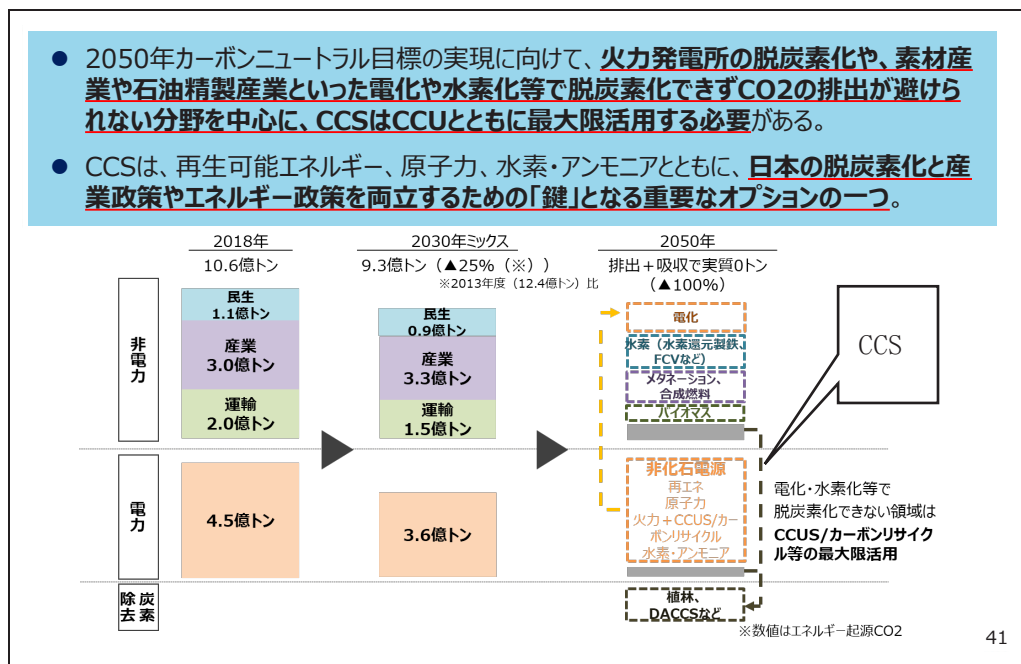 ● 2050年カーボンニュートラル目標の実現に向けて、火力発電所の脱炭素化や、素材産
業や石油精製産業といった電化や水素化等で脱炭素化できずCO2の排出が避けら
れない分野を中心に、CCSはCCUとともに最大限活用する必要がある。
● CCSは、再生可能エネルギー、原子力、水素・アンモニアとともに、日本の脱炭素化と産
業政策やエネルギー政策を両立するための「鍵」となる重要なオプションの一つ。
2018年
10.6億トン
2030年ミックス
9.3億トン（▲25%（※））
※2013年度（12.4億トン）比
2050年
排出＋吸収で実質0トン
（▲100%）
非電力
民生
1.1億トン
産業
3.0億トン
運輸
2.0億トン
民生
0.9億トン
産業
3.3億トン
運輸
1.5億トン
電化
水素（水素還元製鉄、
FCVなど）
メタネーション、
合成燃料
バイオマス
CCS
電力
4.5億トン
3.6億トン
非化石電源
再エネ
原子力
火力＋CCUS/カー
ボンリサイクル
水素・アンモニア
電化・水素化等で
脱炭素化できない領域は
CCUS/カーボンリサイク
ル等の最大限活用
炭素除去
植林、
DACCSなど
※数値はエネルギー起源CO2
41